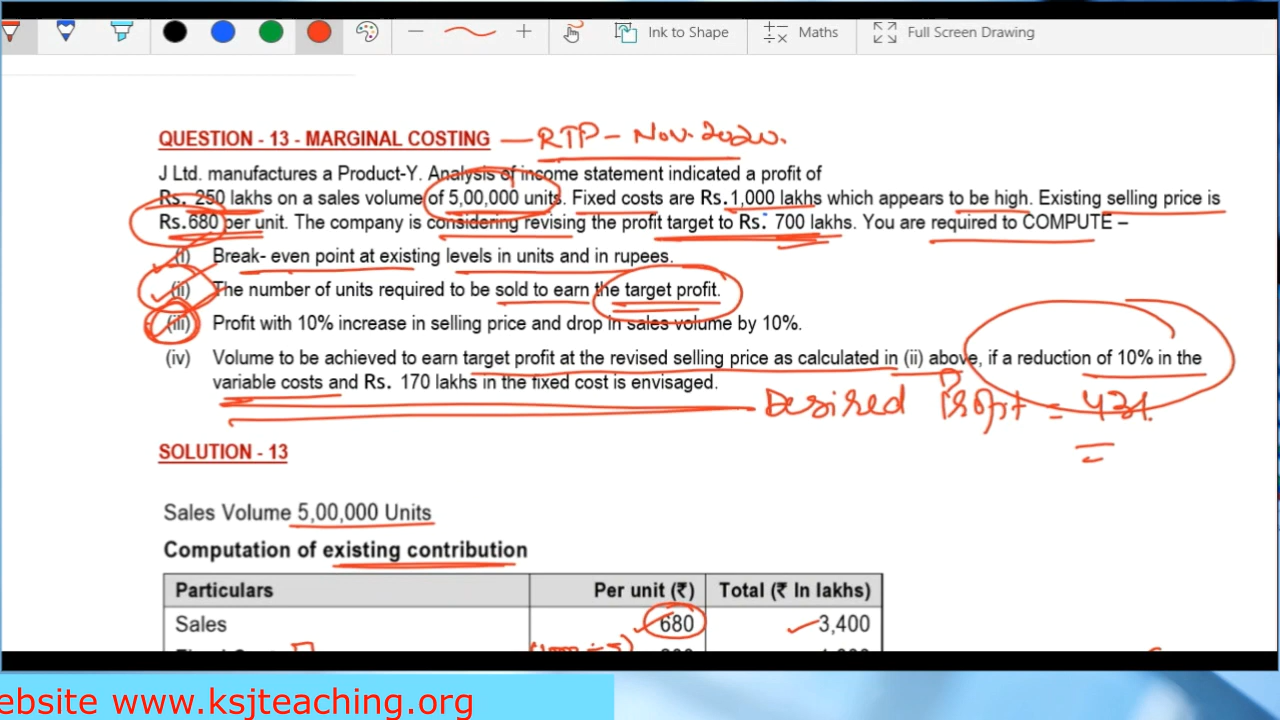 Ink to Shape
Maths
Full Screen Drawing
QUESTION - 13 - MARGINAL COSTING — RTP - Nov. 2020.
J Ltd. manufactures a Product-Y. Analysis of income statement indicated a profit of
Rs. 250 lakhs on a sales volume of 5,00,000 units. Fixed costs are Rs. 1,000 lakhs which appears to be high. Existing selling price is
Rs.680 per unit. The company is considering revising the profit target to Rs. 700 lakhs. You are required to COMPUTE –
(i) Break- even point at existing levels in units and in rupees.
(ii) The number of units required to be sold to earn the target profit.
(iii) Profit with 10% increase in selling price and drop in sales volume by 10%.
(iv) Volume to be achieved to earn target profit at the revised selling price as calculated in (ii) above, if a reduction of 10% in the
variable costs and Rs. 170 lakhs in the fixed cost is envisaged.
Desired Profit =
SOLUTION - 13
Sales Volume 5,00,000 Units
Computation of existing contribution
Particulars Per unit (₹) Total (₹ In lakhs)
Sales 680 3,400
ebsite www.ksjteaching.org